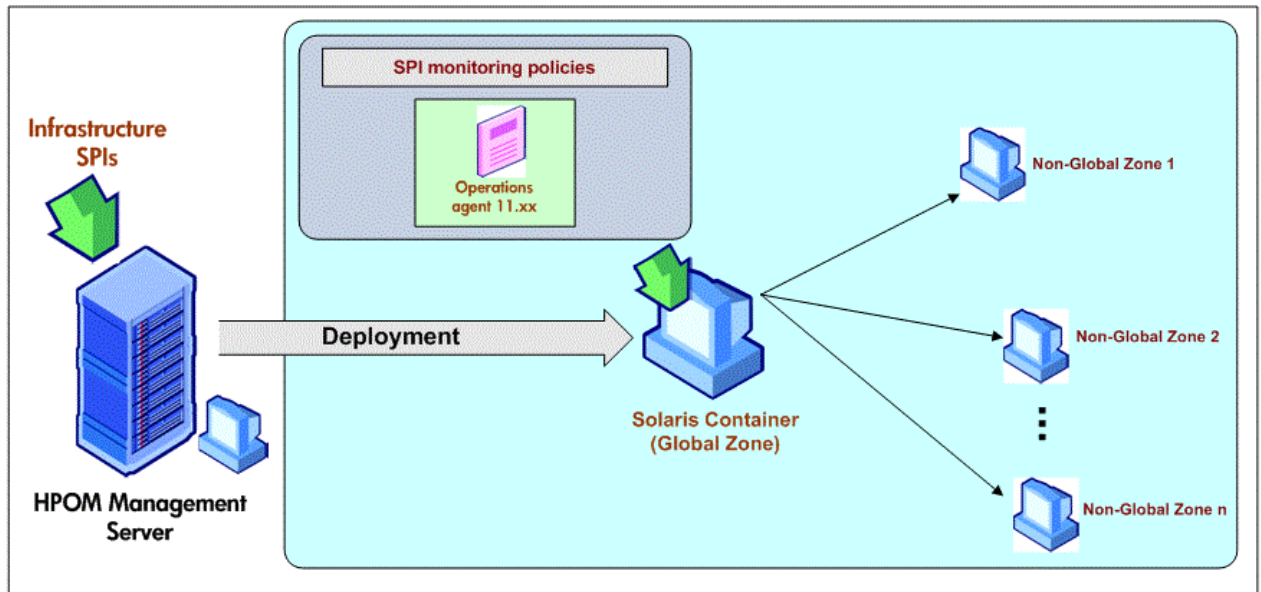 SPI monitoring policies
Infrastructure
SPIs
Operations
agent 11.xx
Non-Global Zone 1
Deployment
Non-Global Zone 2
Solaris Container
(Global Zone)
HPOM Management
Server
Non-Global Zone n